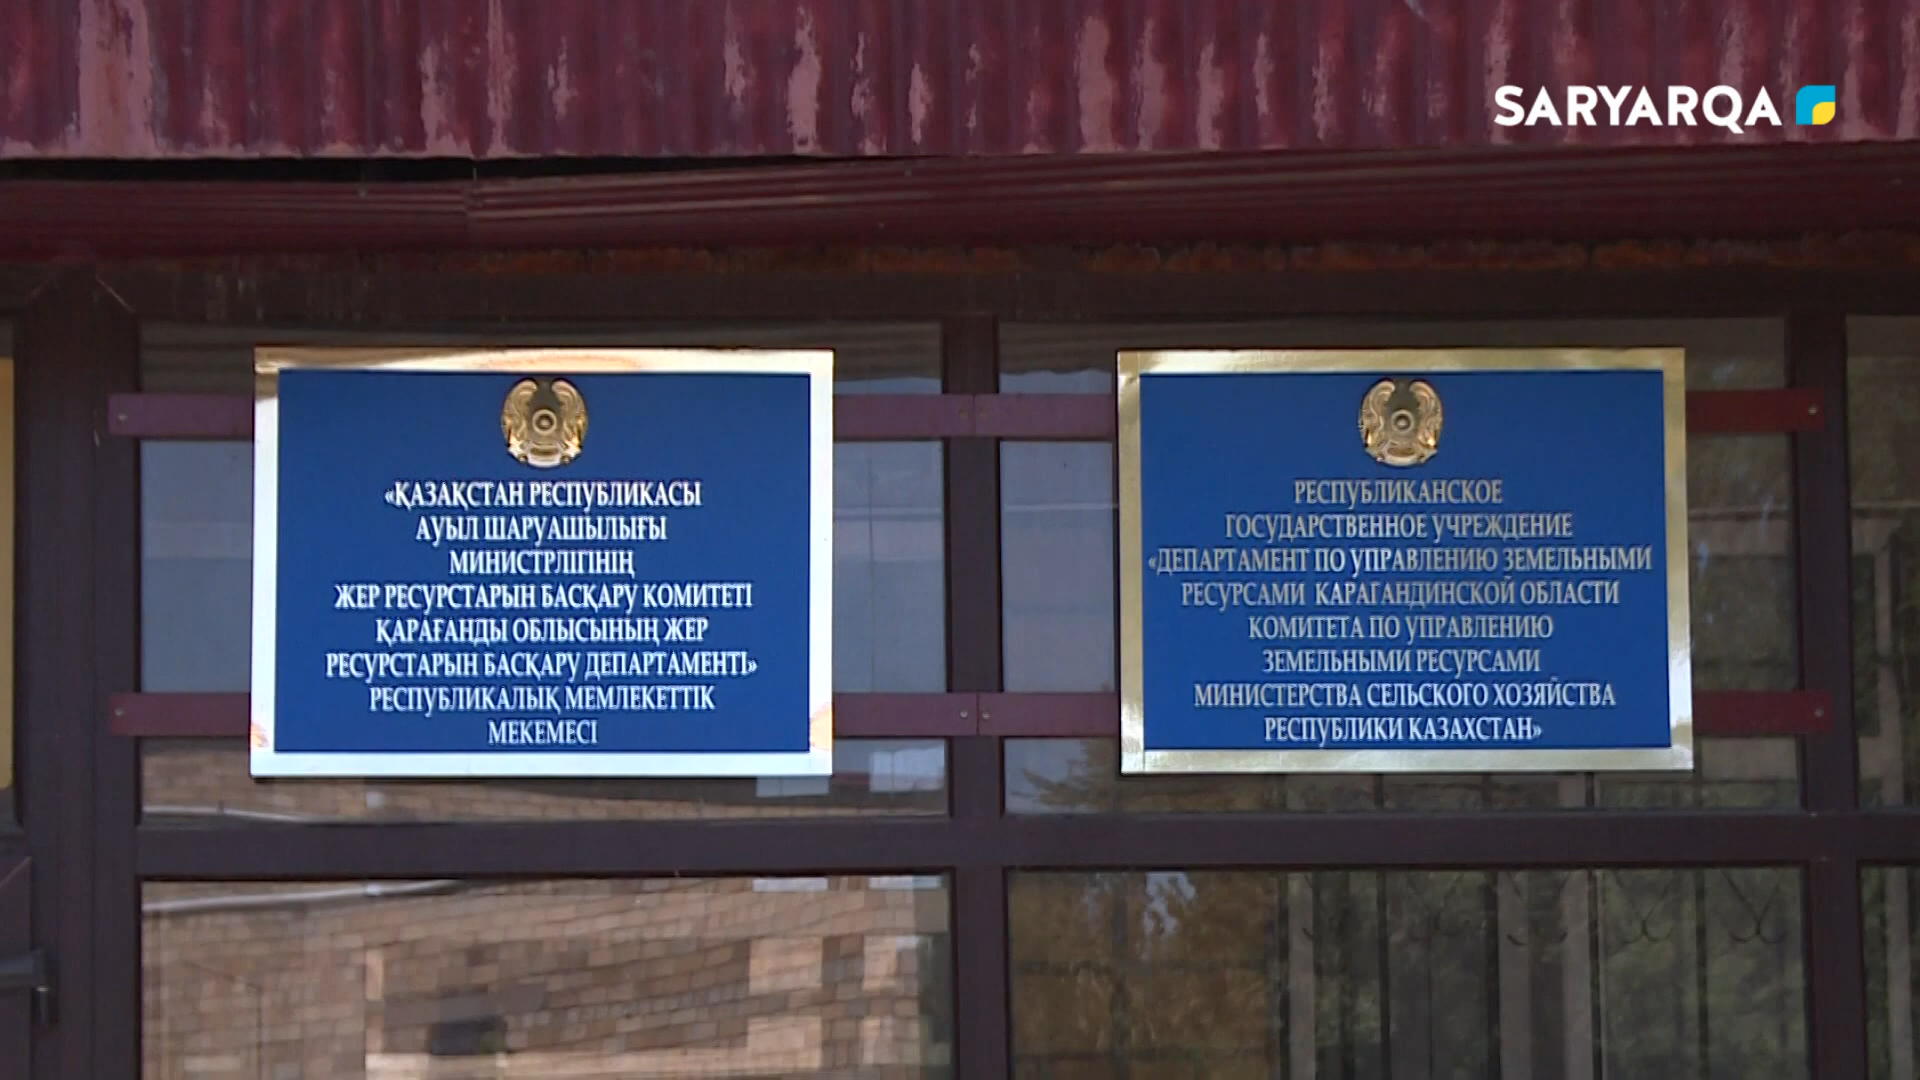 SARYARQA
«ҚАЗАҚСТАН РЕСПУБЛИКАСЫ
АУЫЛ ШАРУАШЫЛЫҒЫ
МИНИСТРЛІГІНІҢ
ЖЕР РЕСУРСТАРЫН БАСҚАРУ КОМИТЕТІ
ҚАРАҒАНДЫ ОБЛЫСЫНЫҢ ЖЕР
РЕСУРСТАРЫН БАСҚАРУ ДЕПАРТАМЕНТІ»
РЕСПУБЛИКАЛЫҚ МЕМЛЕКЕТТІК
МЕКЕМЕСІ
РЕСПУБЛИКАНСКОЕ
ГОСУДАРСТВЕННОЕ УЧРЕЖДЕНИЕ
«ДЕПАРТАМЕНТ ПО УПРАВЛЕНИЮ ЗЕМЕЛЬНЫМИ
РЕСУРСАМИ КАРАГАНДИНСКОЙ ОБЛАСТИ
КОМИТЕТА ПО УПРАВЛЕНИЮ
ЗЕМЕЛЬНЫМИ РЕСУРСАМИ
МИНИСТЕРСТВА СЕЛЬСКОГО ХОЗЯЙСТВА
РЕСПУБЛИКИ КАЗАХСТАН»